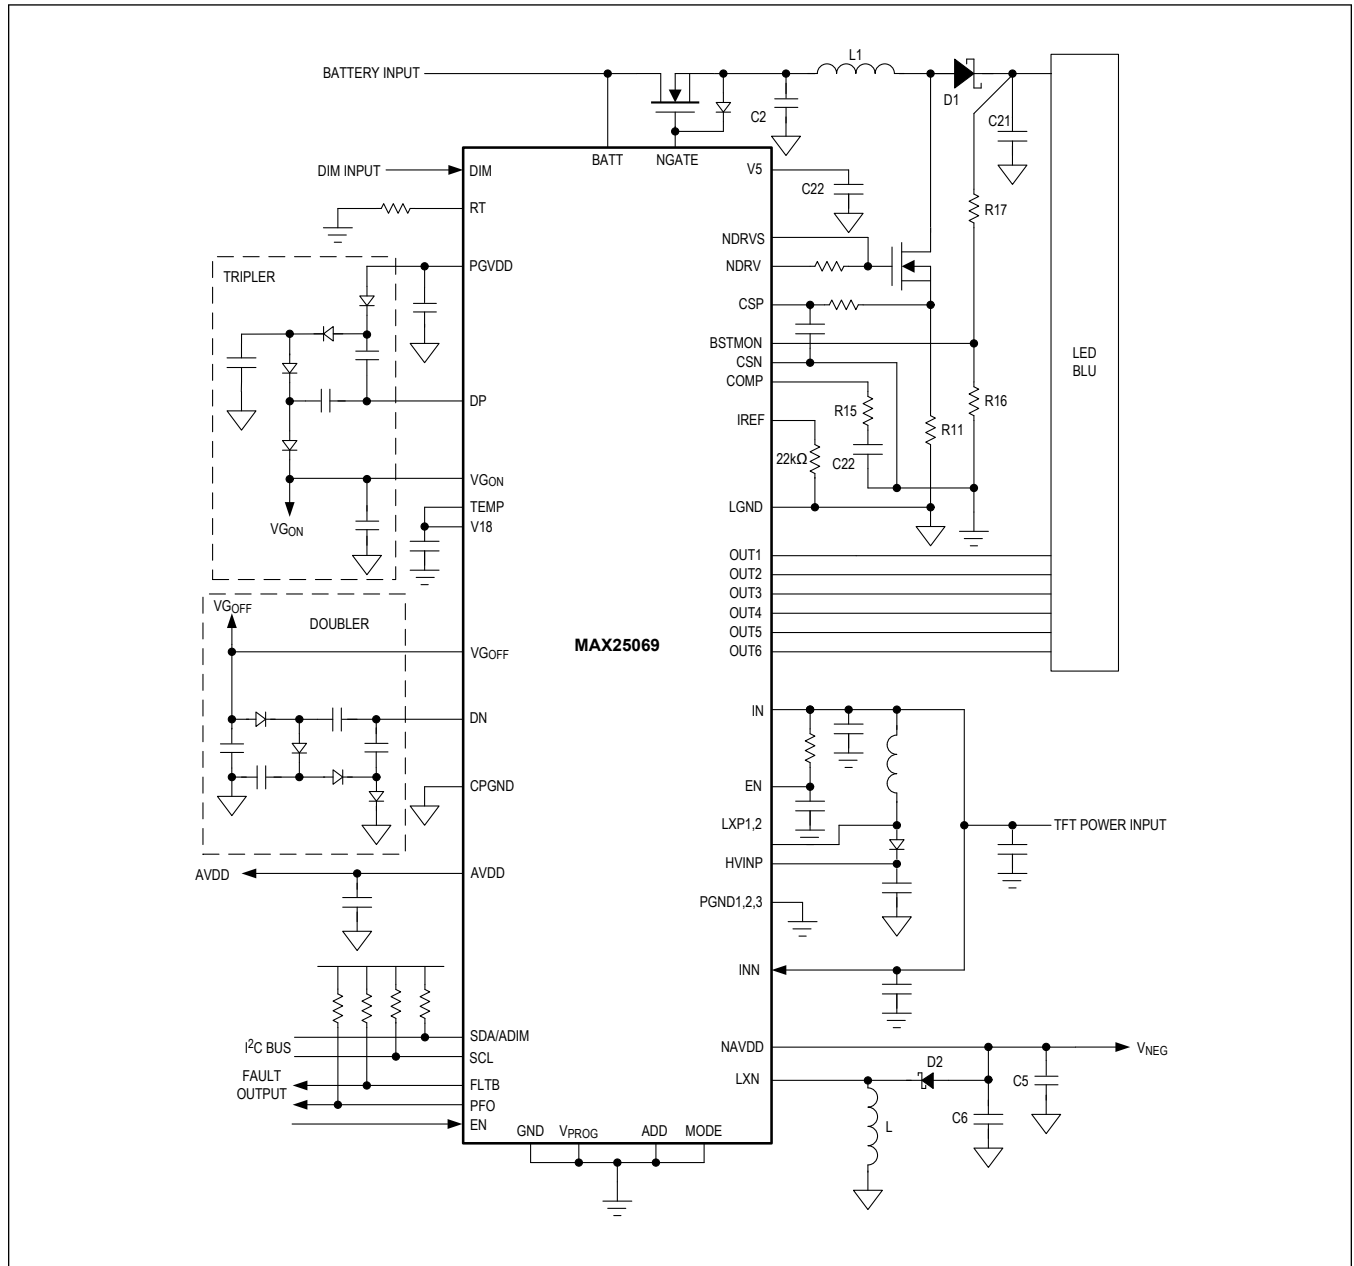 BATTERY INPUT
L1
D1
C2
C21
BATT
NGATE
DIM INPUT
DIM
V5
C22
RT
R17
NDRVS
TRIPLER
PGVDD
NDRV
CSP
BSTMON
CSN
LED
BLU
COMP
DP
R15
R16
IREF
R11
22kΩ
C22
VGON
TEMP
LGND
V18
VGON
OUT1
OUT2
OUT3
VGOFF
OUT4
DOUBLER
OUT5
MAX25069
VGOFF
OUT6
DN
IN
CPGND
EN
LXP1,2
TFT POWER INPUT
HVINP
AVDD
AVDD
PGND1,2,3
INN
SDA/ADIM
I2C BUS
SCL
NAVDD
VNEG
FAULT
OUTPUT
FLTB
LXN
D2
C5
PFO
EN
C6
L
GND
VPROG
ADD
MODE